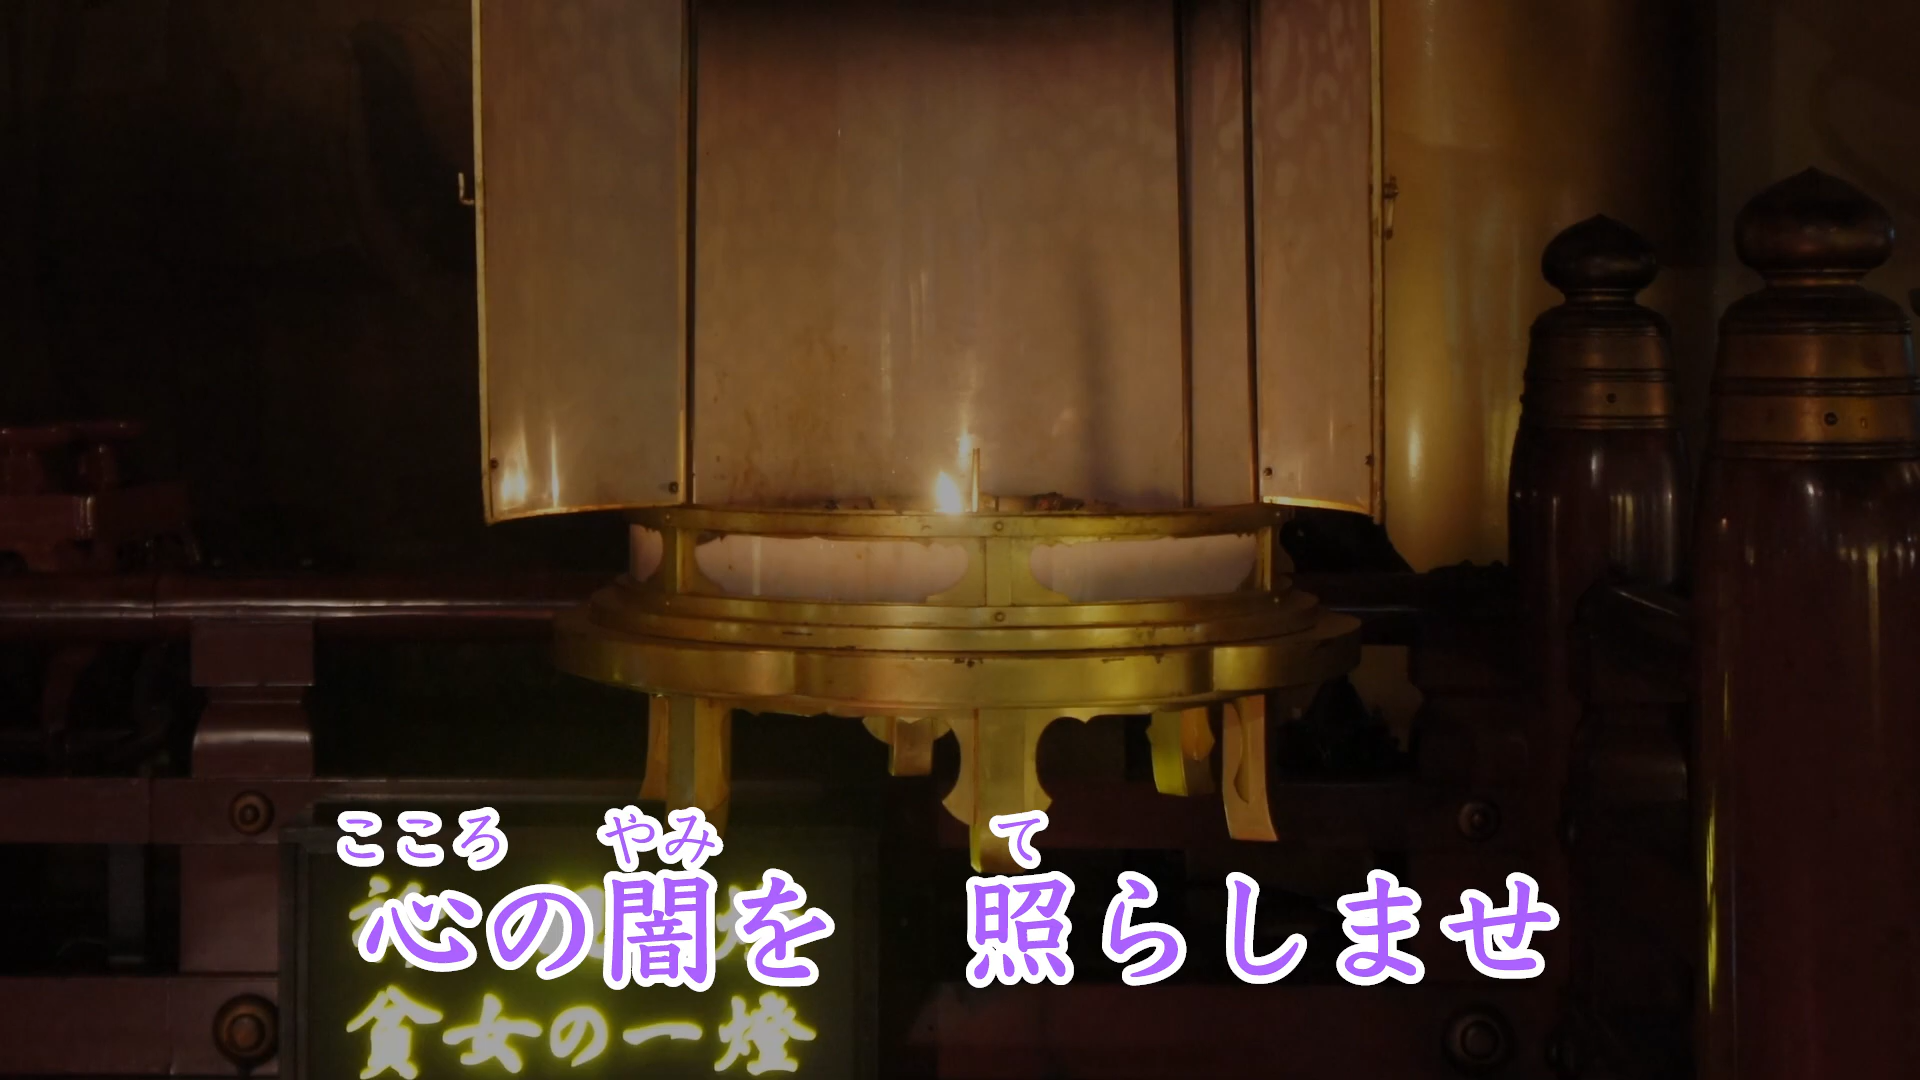 こころ やみ て
心の闇を 照らしませ
貧女の一燈